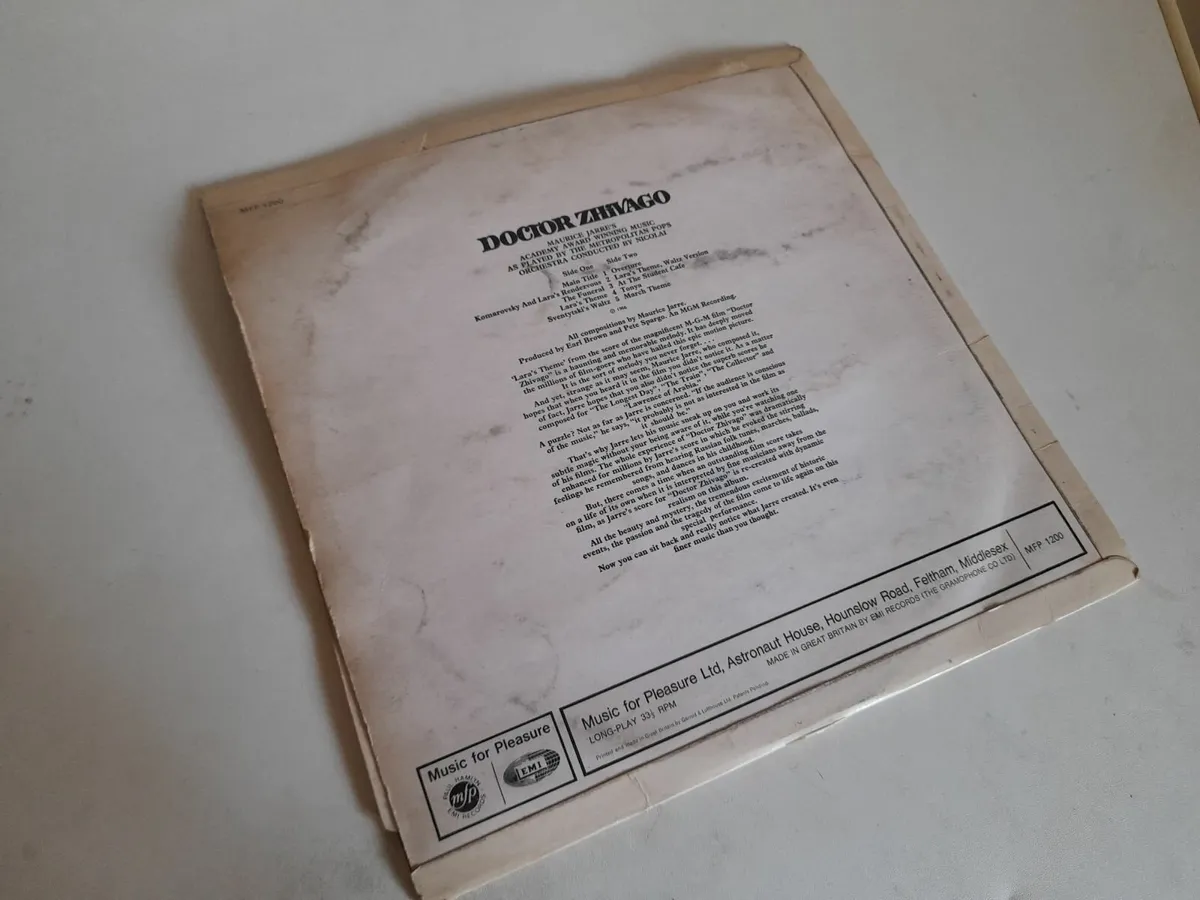 MFP 1200
DOCTOR ZHIVAGO
MAURICE JARRE'S
ACADEMY AWARD WINNING MUSIC
AS PLAYED BY THE METROPOLITAN POPS
ORCHESTRA CONDUCTED BY NICOLAI
Side One Side Two
Main Title 1 Overture
Komarovsky And Lara's Rendezvous 2 Lara's Theme, Waltz Version
The Funeral 3 At The Student Cafe
Lara's Theme 4 Tonya
Sventytski's Waltz 5 March Theme
© 1966
All compositions by Maurice Jarre.
Produced by Earl Brown and Pete Spargo. An MGM Recording.
'Lara's Theme' from the score of the magnificent M-G-M film "Doctor
Zhivago" is a haunting and memorable melody. It has deeply moved
the millions of film-goers who have hailed this epic motion picture.
It is the sort of melody you never forget. . . .
And yet, strange as it may seem, Maurice Jarre, who composed it,
hopes that when you heard it in the film you didn't notice it. As a matter
of fact, Jarre hopes that you also didn't notice the superb scores he
composed for "The Longest Day", "The Train", "The Collector" and
"Lawrence of Arabia."
A puzzle? Not as far as Jarre is concerned. "If the audience is conscious
of the music," he says, "it probably is not as interested in the film as
it should be."
That's why Jarre lets his music sneak up on you and work its
subtle magic without your being aware of it, while you're watching one
of his films. The whole experience of "Doctor Zhivago" was dramatically
enhanced for millions by Jarre's score in which he evoked the stirring
feelings he remembered from hearing Russian folk tunes, marches, ballads,
songs, and dances in his childhood.
But, there comes a time when an outstanding film score takes
on a life of its own when it is interpreted by fine musicians away from the
film, as Jarre's score for "Doctor Zhivago" is re-created with dynamic
realism on this album.
All the beauty and mystery, the tremendous excitement of historic
events, the passion and the tragedy of the film come to life again on this
special performance.
Now you can sit back and really notice what Jarre created. It's even
finer music than you thought.
Music for Pleasure
PAUL HAMLYN
mfp
EMI RECORDS
EMI
Music for Pleasure Ltd, Astronaut House, Hounslow Road, Feltham, Middlesex
MADE IN GREAT BRITAIN BY EMI RECORDS (THE GRAMOPHONE CO LTD)
LONG-PLAY 33⅓ RPM
Printed and Made in Great Britain by Garrod & Lofthouse Ltd. Patents Pending.
MFP 1200